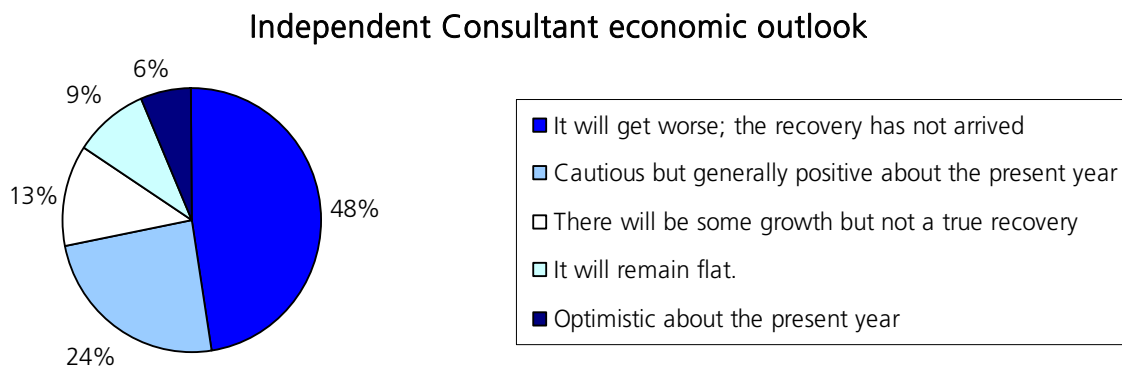 Independent Consultant economic outlook
6%
9%
13%
48%
24%
It will get worse; the recovery has not arrived
Cautious but generally positive about the present year
There will be some growth but not a true recovery
It will remain flat.
Optimistic about the present year